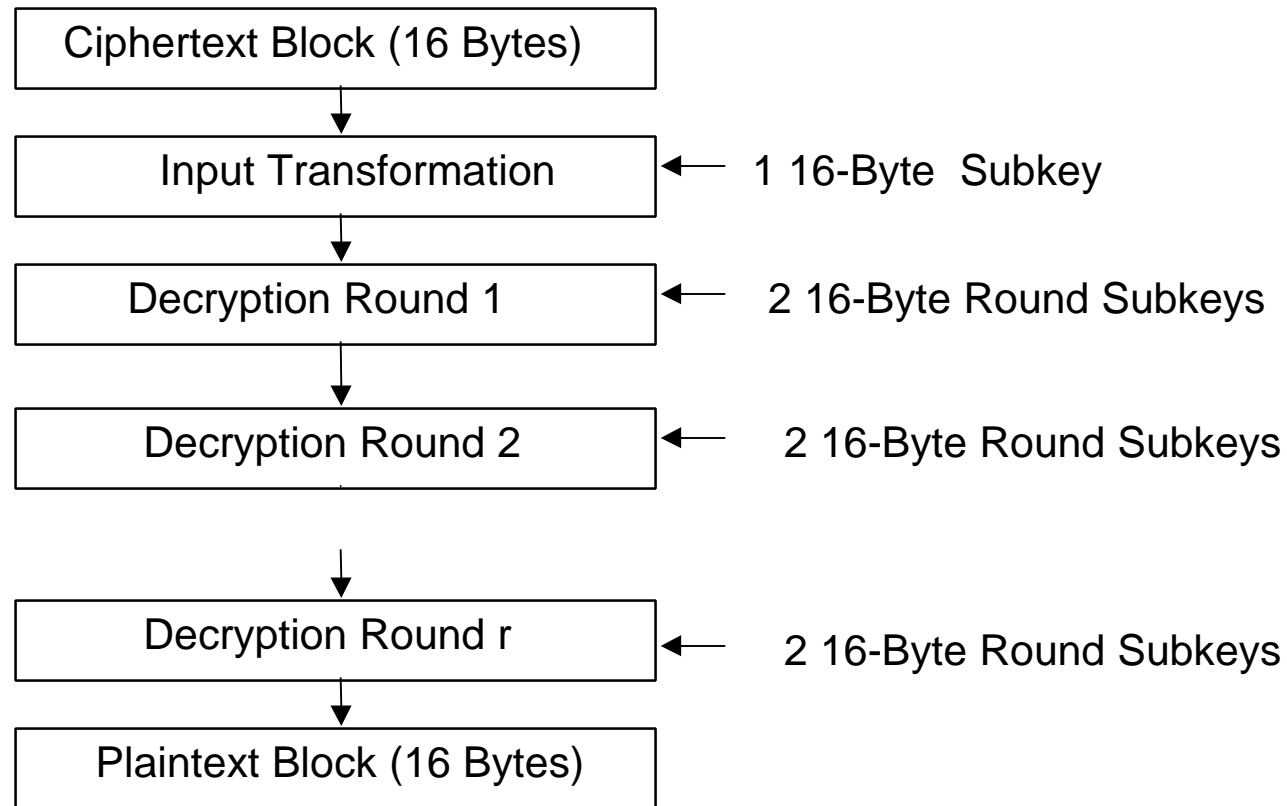 Ciphertext Block (16 Bytes)
Input Transformation
1 16-Byte Subkey
Decryption Round 1
2 16-Byte Round Subkeys
Decryption Round 2
2 16-Byte Round Subkeys
Decryption Round r
2 16-Byte Round Subkeys
Plaintext Block (16 Bytes)